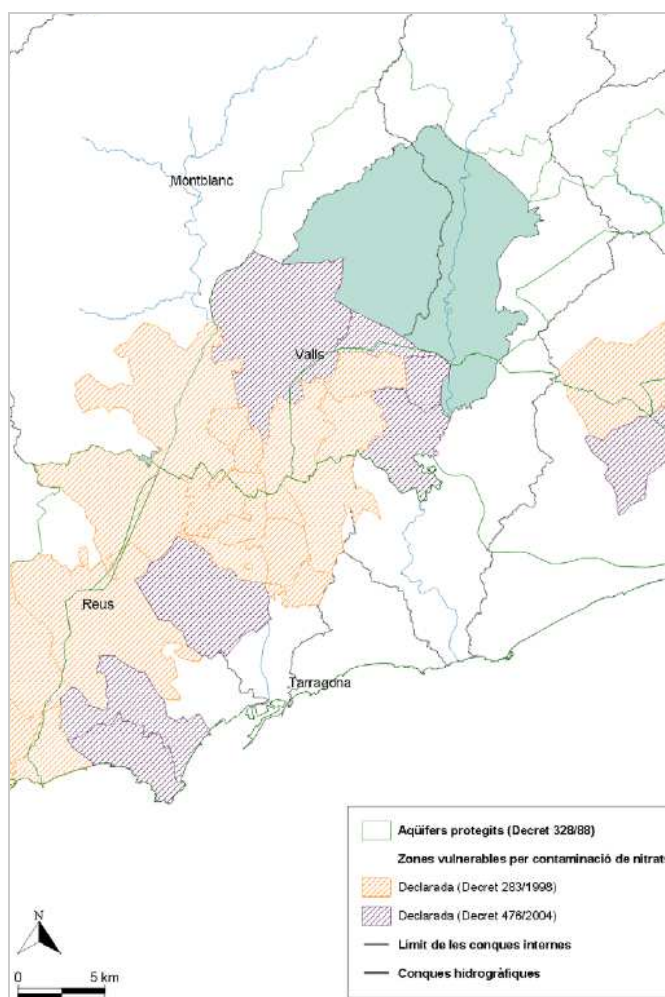 Montblanc
Valls
Reus
Tarragona
Aqüífers protegits (Decret 328/88)
Zones vulnerables per contaminació de nitrats
Declarada (Decret 283/1998)
Declarada (Decret 476/2004)
Límit de les conques internes
Conques hidrogràfiques
N
0 5 km